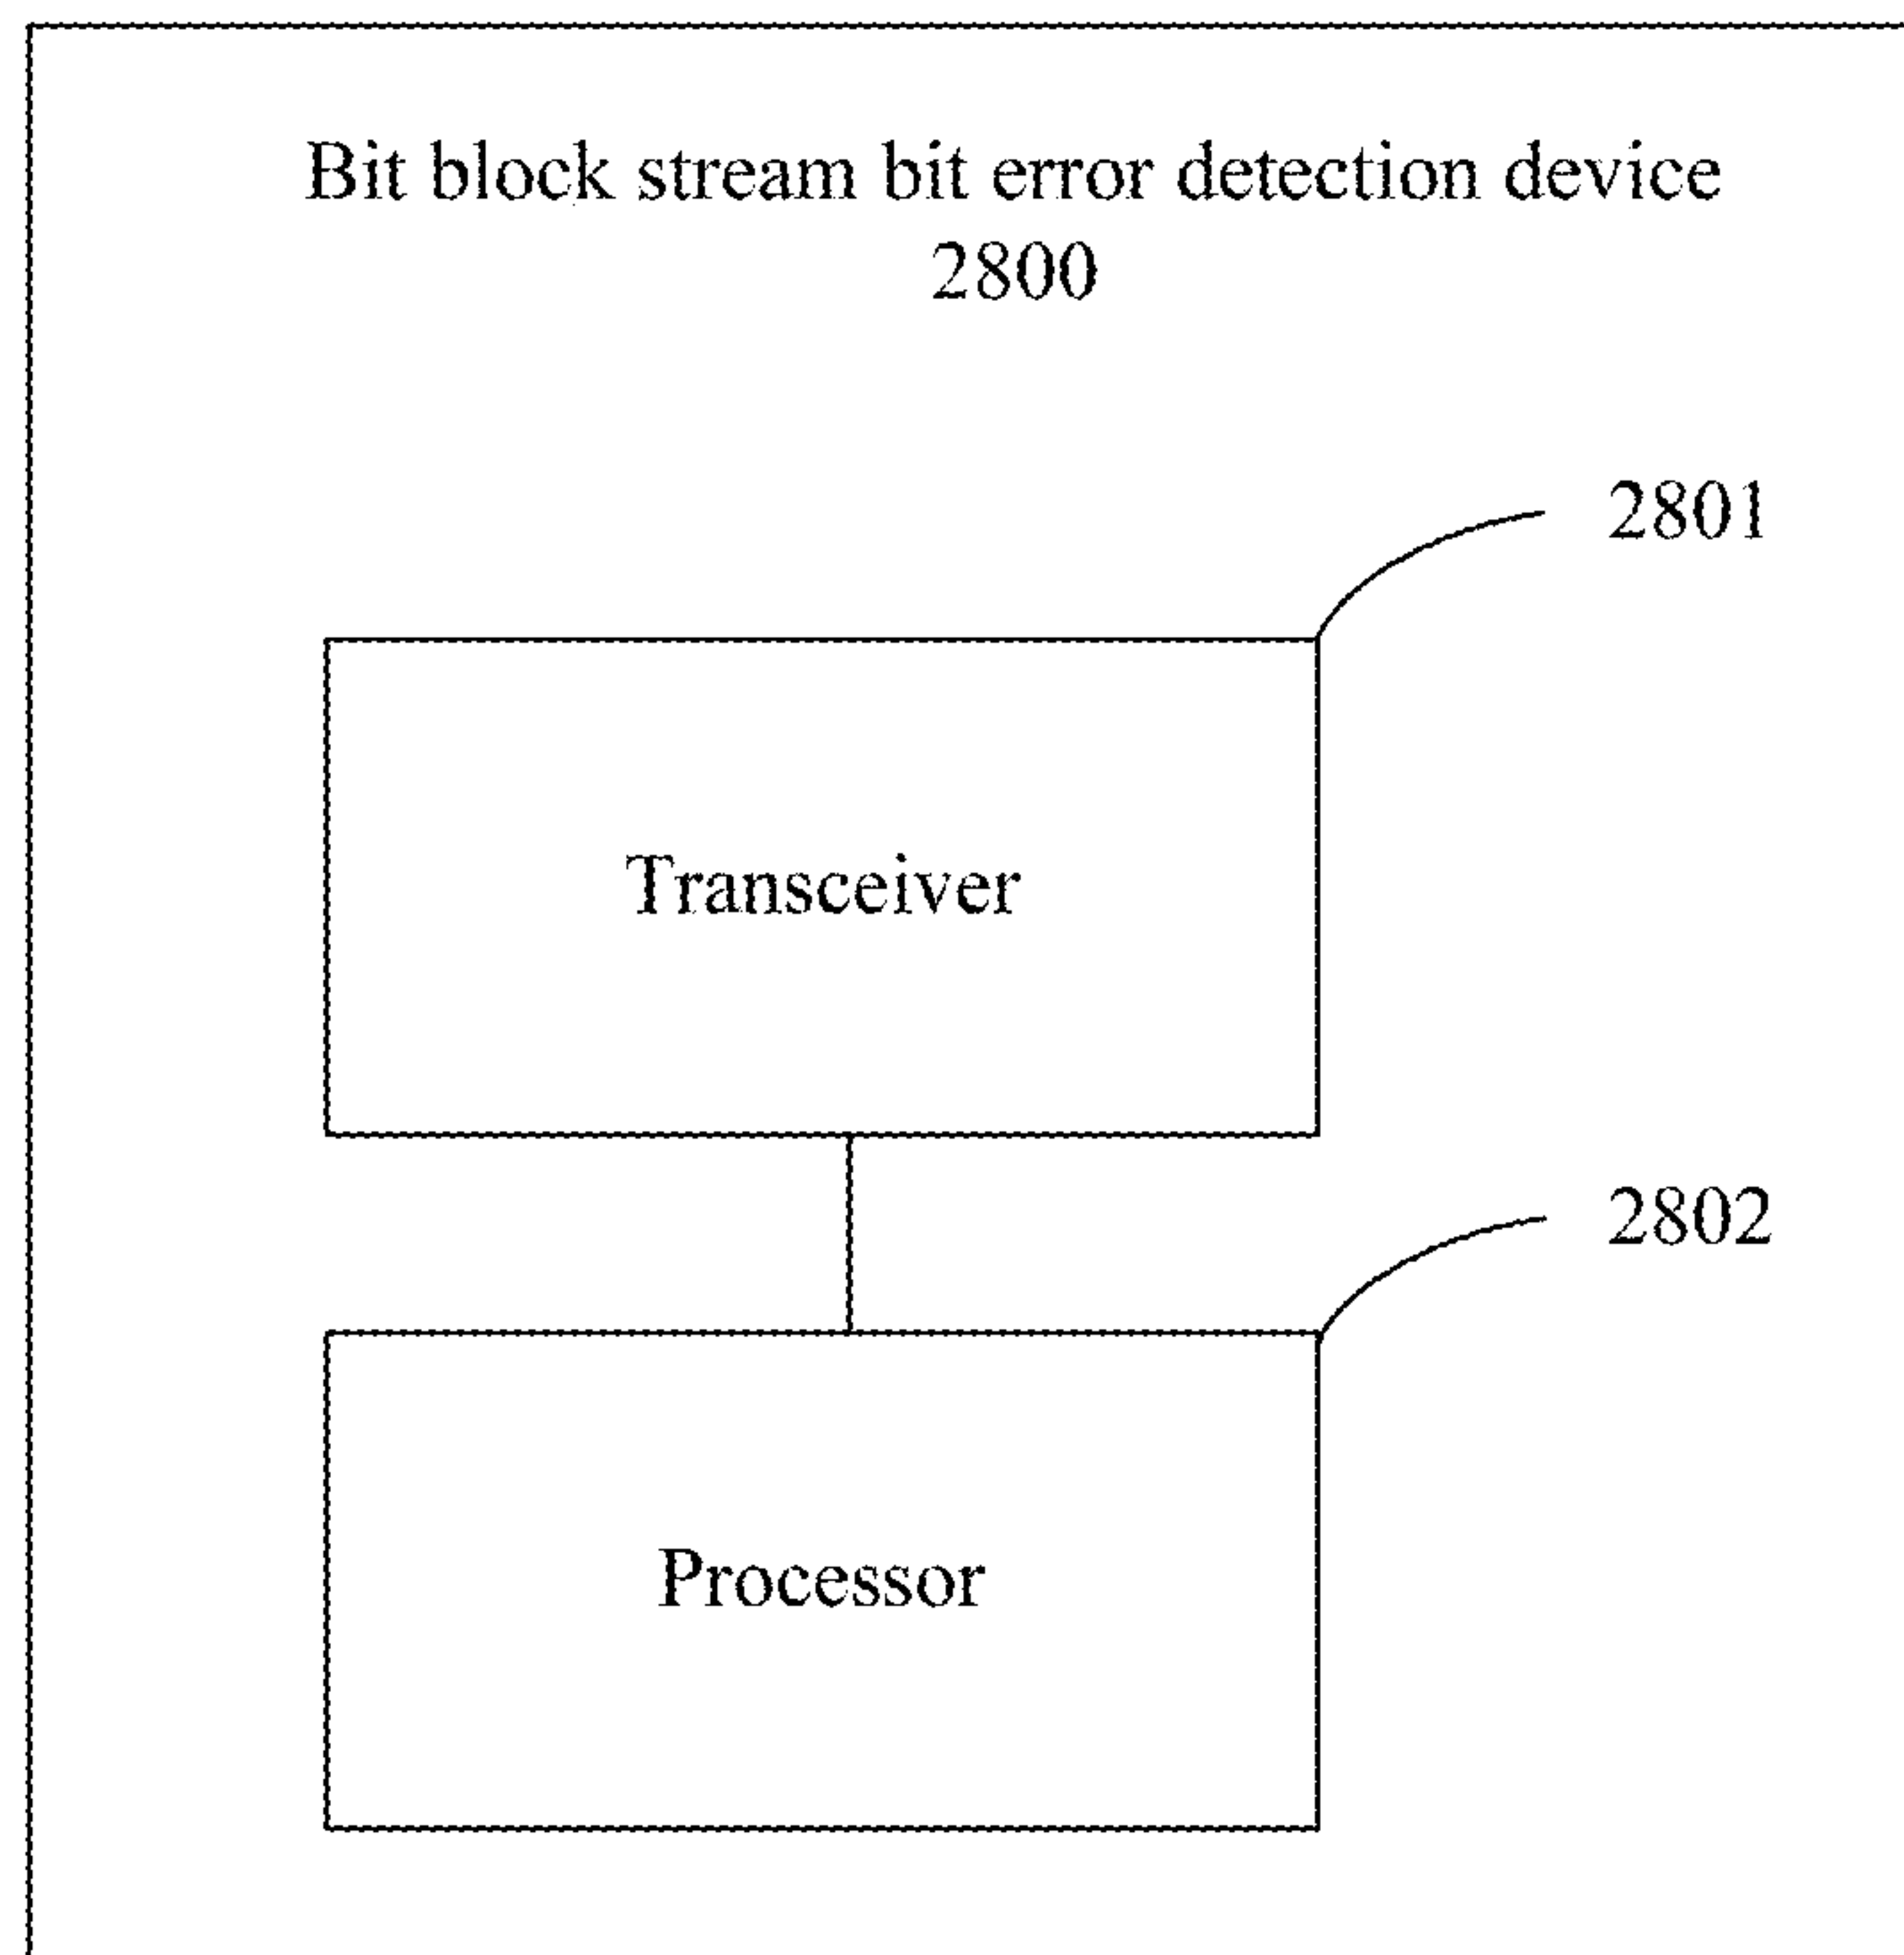 Bit block stream bit error detection device
2800
2801
Transceiver
2802
Processor